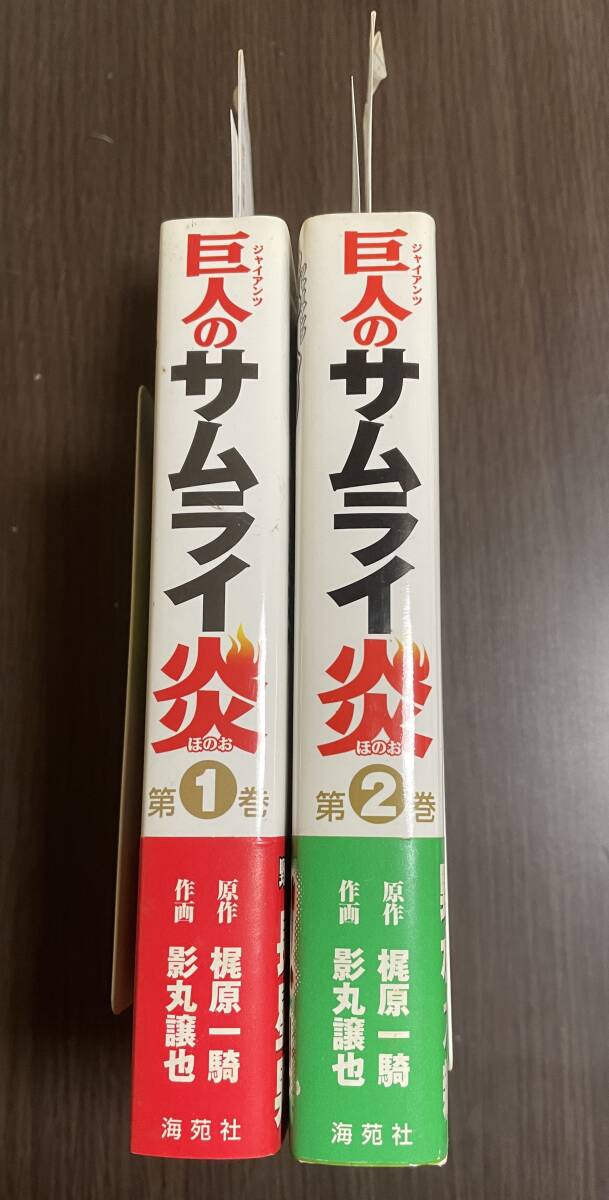 巨人のサムライ炎
ジャイアンツ
ほのお
第1巻
原作 梶原一騎
作画 影丸譲也
海苑社
巨人のサムライ炎
ジャイアンツ
ほのお
第2巻
原作 梶原一騎
作画 影丸譲也
海苑社